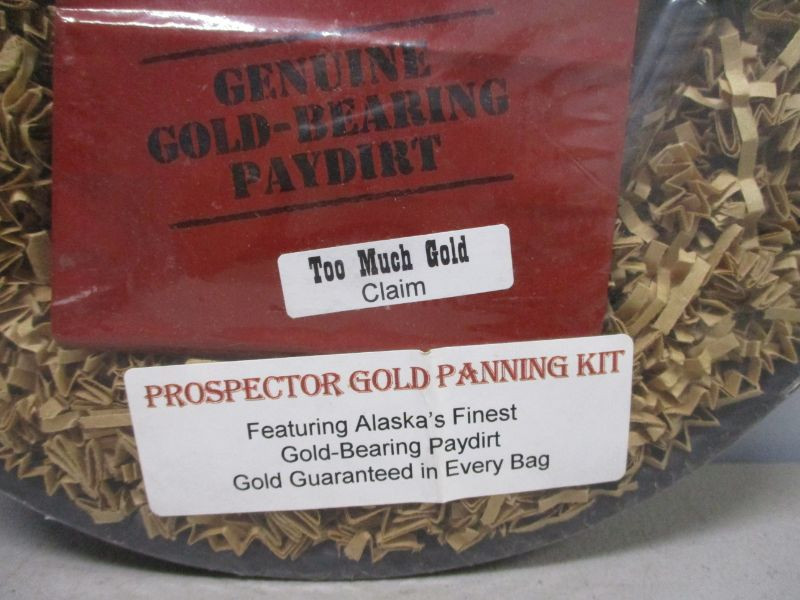 GENUINE
GOLD-BEARING
PAYDIRT
Too Much Gold
Claim
PROSPECTOR GOLD PANNING KIT
Featuring Alaska's Finest
Gold-Bearing Paydirt
Gold Guaranteed in Every Bag